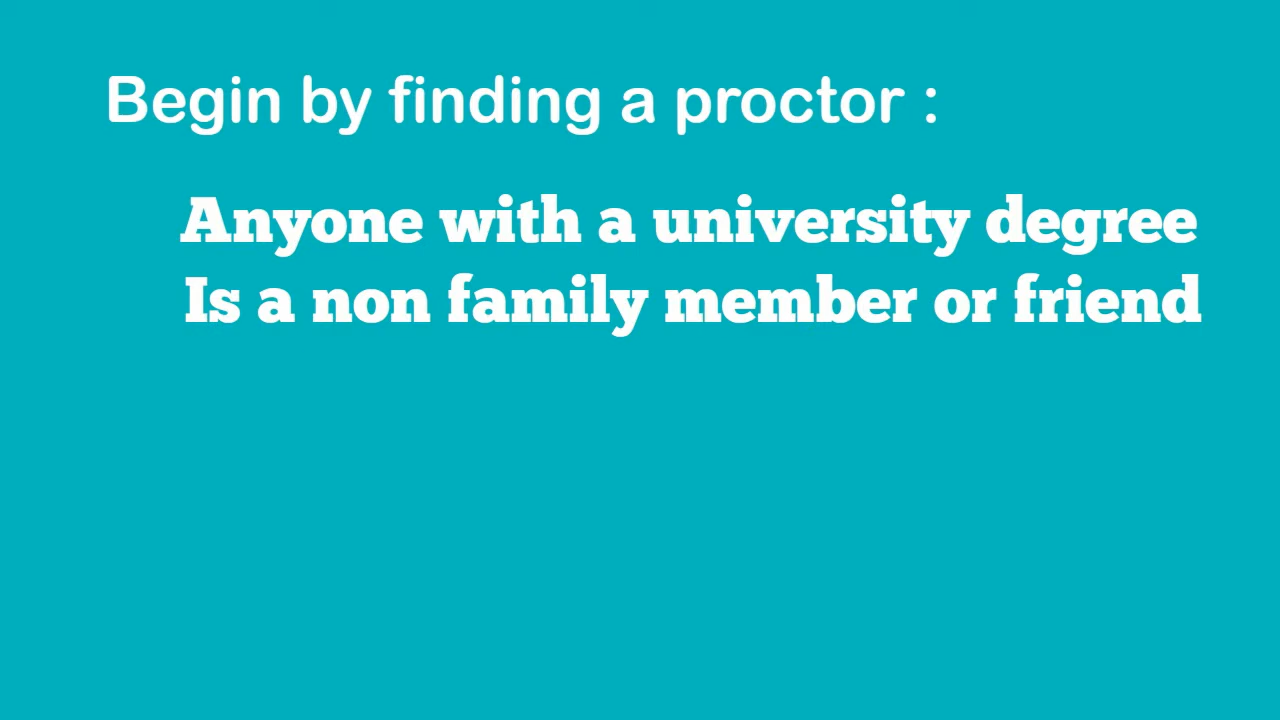 Begin by finding a proctor :
Anyone with a university degree
Is a non family member or friend